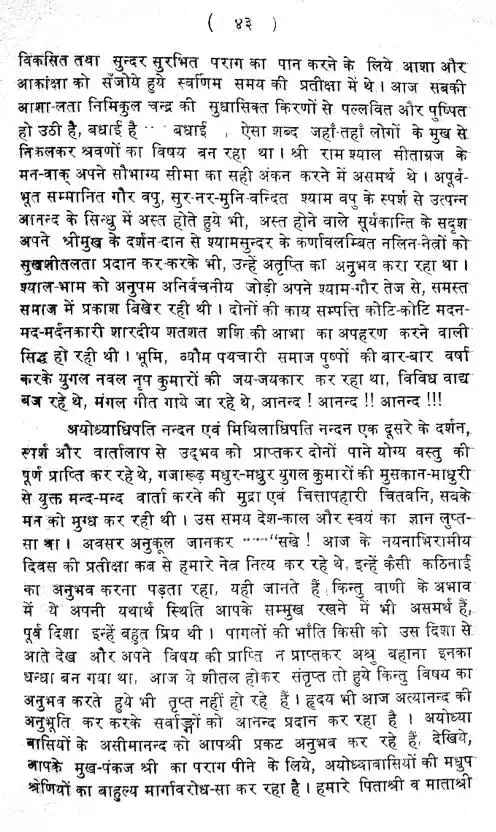 ( ४३ )
विकसित तथा सुन्दर सुरभित पराग का पान करने के लिये आशा और
आकांक्षा को सँजोये हुये स्वर्णिम समय की प्रतीक्षा में थे । आज सबकी
आशा-लता निमिकुल चन्द्र की सुधासिक्त किरणों से पल्लवित और पुष्पित
हो उठी है, बधाई है ··· बधाई , ऐसा शब्द जहाँ-तहाँ लोगों के मुख से
निकलकर श्रवणों का विषय बन रहा था । श्री राम श्याल सीताग्रज के
मन-वाक् अपने सौभाग्य सीमा का सही अंकन करने में असमर्थ थे । अपूर्व-
भूत सम्मानित गौर वपु, सुर-नर-मुनि-वन्दित श्याम वपु के स्पर्श से उत्पन्न
आनन्द के सिन्धु में अस्त होते हुये भी, अस्त होने वाले सूर्यकान्ति के सदृश
अपने श्रीमुख के दर्शन-दान से श्यामसुन्दर के कर्णावलम्बित नलिन-नेत्रों को
सुखशीतलता प्रदान कर-करके भी, उन्हें अतृप्ति का अनुभव करा रहा था ।
श्याल-भाम को अनुपम अनिर्वचनीय जोड़ी अपने श्याम-गौर तेज से, समस्त
समाज में प्रकाश बिखेर रही थी । दोनों की काय सम्पत्ति कोटि-कोटि मदन-
मद-मर्दनकारी शारदीय शतशत शशि की आभा का अपहरण करने वाली
सिद्ध हो रही थी । भूमि, व्योम पथचारी समाज पुष्पों की बार-बार वर्षा
करके युगल नवल नृप कुमारों की जय-जयकार कर रहा था, विविध वाद्य
बज रहे थे, मंगल गीत गाये जा रहे थे, आनन्द ! आनन्द !! आनन्द !!!
अयोध्याधिपति नन्दन एवं मिथिलाधिपति नन्दन एक दूसरे के दर्शन,
स्पर्श और वार्तालाप से उद्भव को प्राप्तकर दोनों पाने योग्य वस्तु की
पूर्ण प्राप्ति कर रहे थे, गजारूढ़ मधुर-मधुर युगल कुमारों की मुसकान-माधुरी
से युक्त मन्द-मन्द वार्ता करने की मुद्रा एवं चित्तापहारी चितवनि, सबके
मन को मुग्ध कर रही थी । उस समय देश-काल और स्वयं का ज्ञान लुप्त-
सा था । अवसर अनुकूल जानकर ····“सखे ! आज के नयनाभिरामीय
दिवस की प्रतीक्षा कब से हमारे नेत्र नित्य कर रहे थे, इन्हें कैसी कठिनाई
का अनुभव करना पड़ता रहा, यही जानते हैं किन्तु वाणी के अभाव
में ये अपनी यथार्थ स्थिति आपके सम्मुख रखने में भी असमर्थ हैं,
पूर्व दिशा इन्हें बहुत प्रिय थी । पागलों की भाँति किसी को उस दिशा से
आते देख और अपने विषय की प्राप्ति न प्राप्तकर अश्रु बहाना इनका
धन्धा बन गया था, आज ये शीतल होकर संतृप्त तो हुये किन्तु विषय का
अनुभव करते हुये भी तृप्त नहीं हो रहे हैं । हृदय भी आज अत्यानन्द की
अनुभूति कर करके सर्वाङ्गों को आनन्द प्रदान कर रहा है । अयोध्या
वासियों के असीमानन्द को आपश्री प्रकट अनुभव कर रहे हैं, देखिये,
आपके मुख-पंकज श्री का पराग पीने के लिये, अयोध्यावासियों की मधुप
श्रेणियों का बाहुल्य मार्गावरोध-सा कर रहा है । हमारे पिताश्री व माताश्री